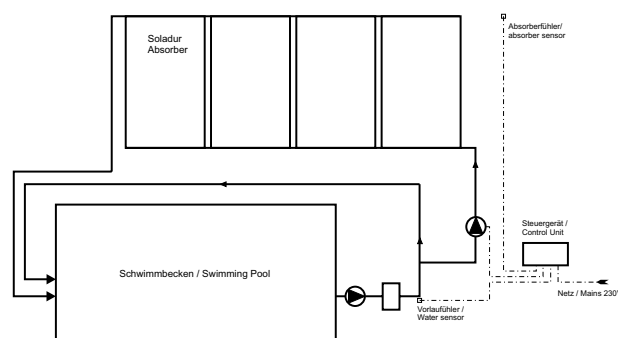 Soladur
Absorber
Absorberfühler/
absorber sensor
Steuergerät /
Control Unit
Schwimmbecken / Swimming Pool
Netz / Mains 230
Vorlaufühler /
Water sensor